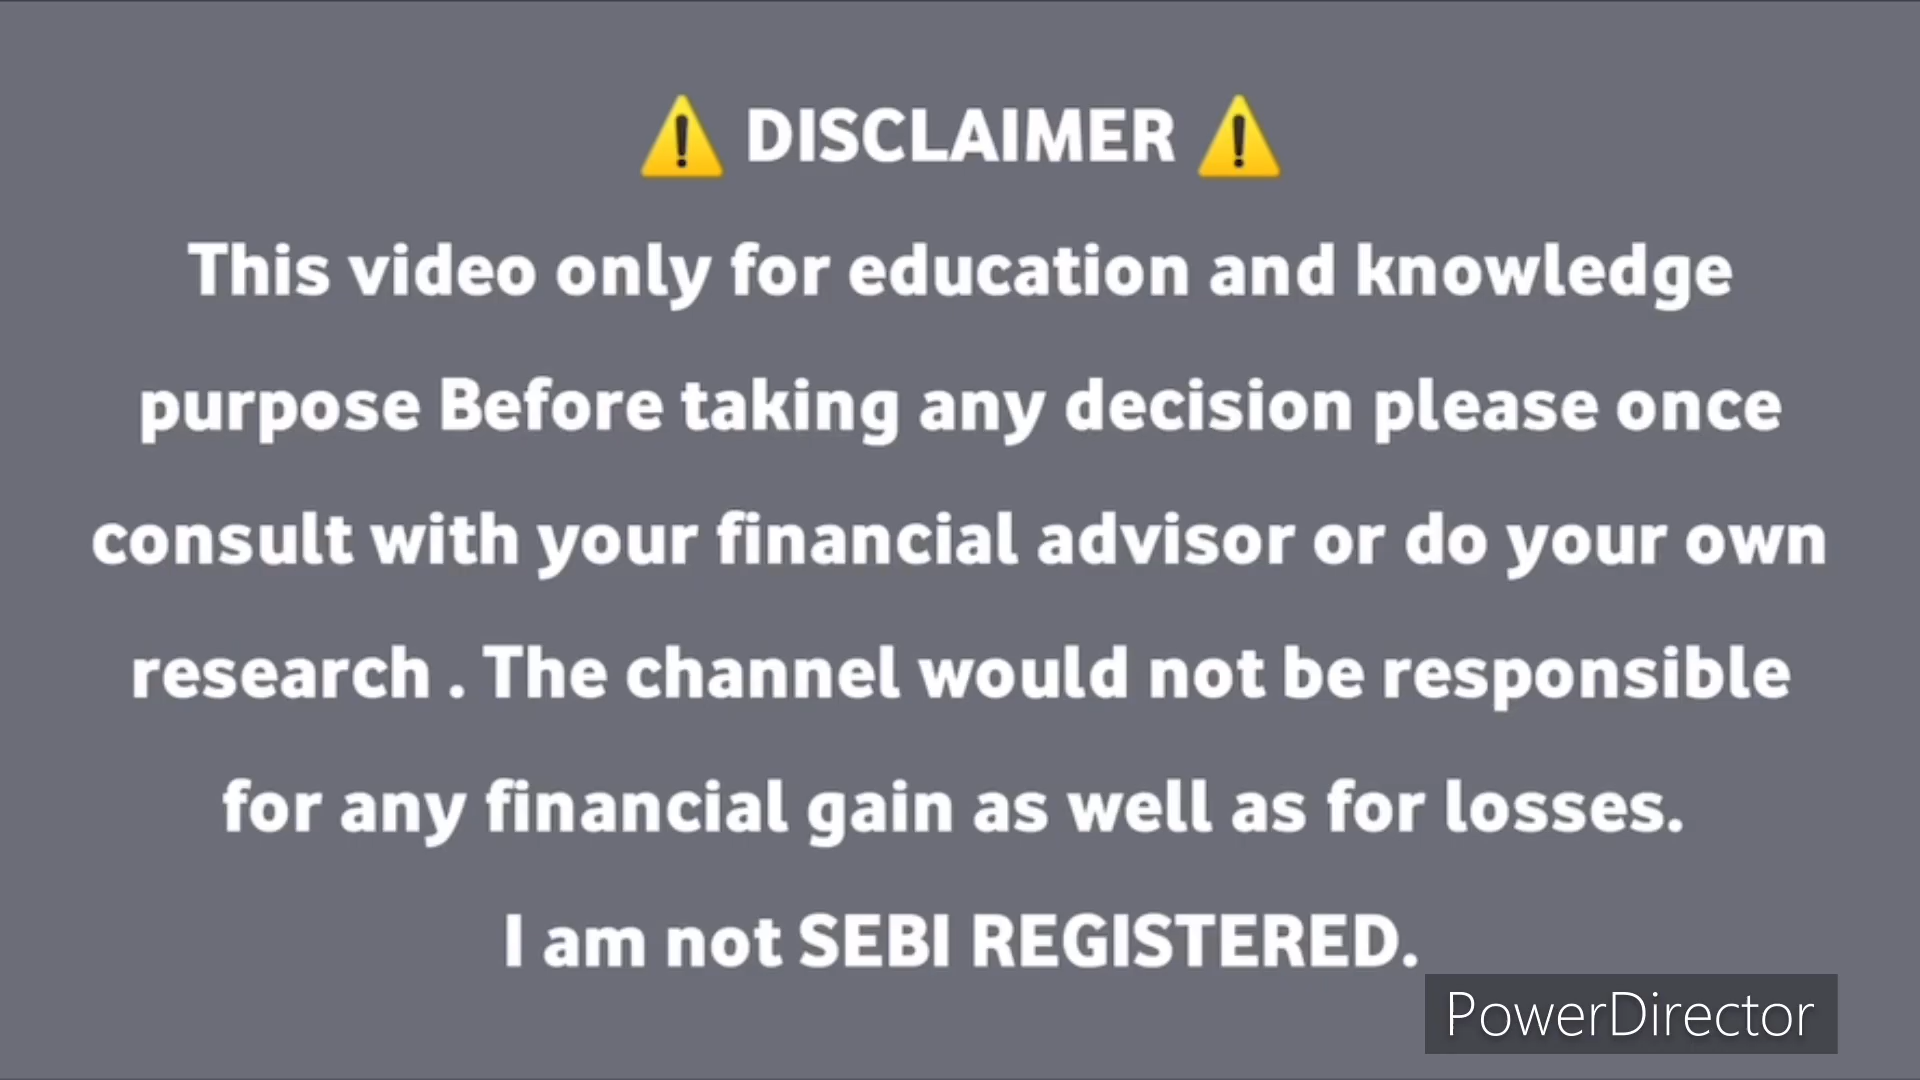 ⚠️ DISCLAIMER ⚠️
This video only for education and knowledge
purpose Before taking any decision please once
consult with your financial advisor or do your own
research . The channel would not be responsible
for any financial gain as well as for losses.
I am not SEBI REGISTERED.
PowerDirector